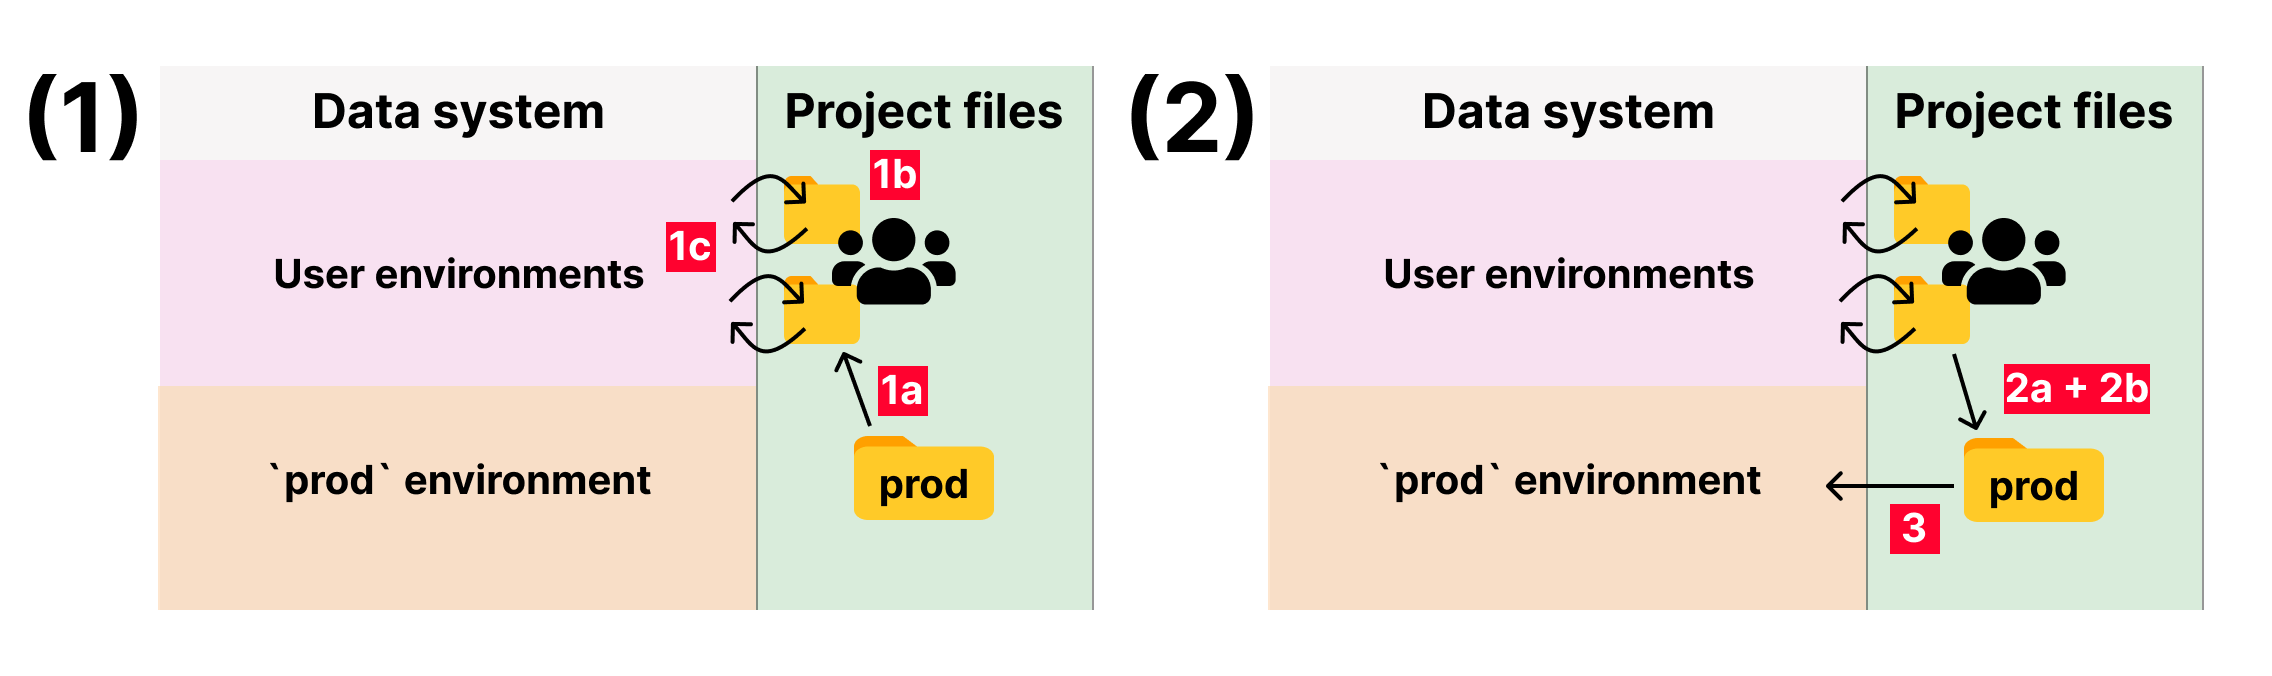 (1)
Data system
Project files
1b
1c
User environments
1a
`prod` environment
prod
(2)
Data system
Project files
User environments
2a + 2b
`prod` environment
prod
3